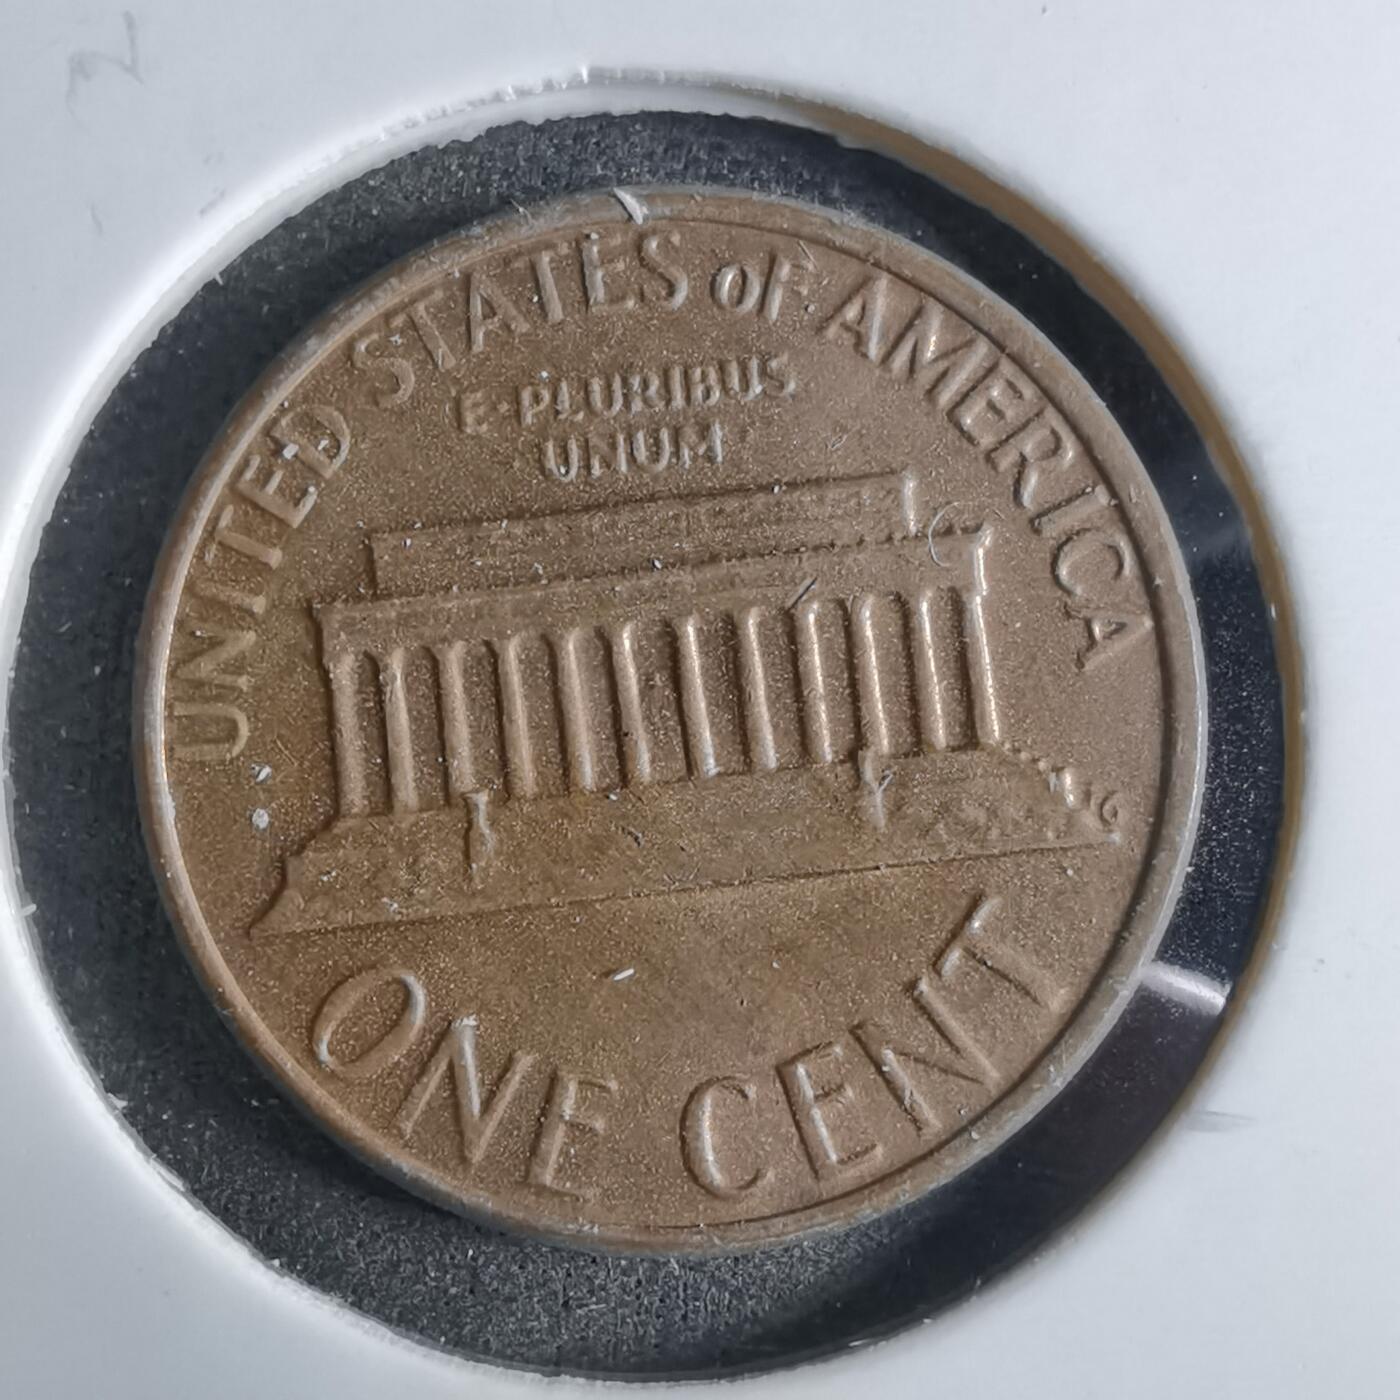 UNITED STATES OF AMERICA
E·PLURIBUS
UNUM
ONE CENT